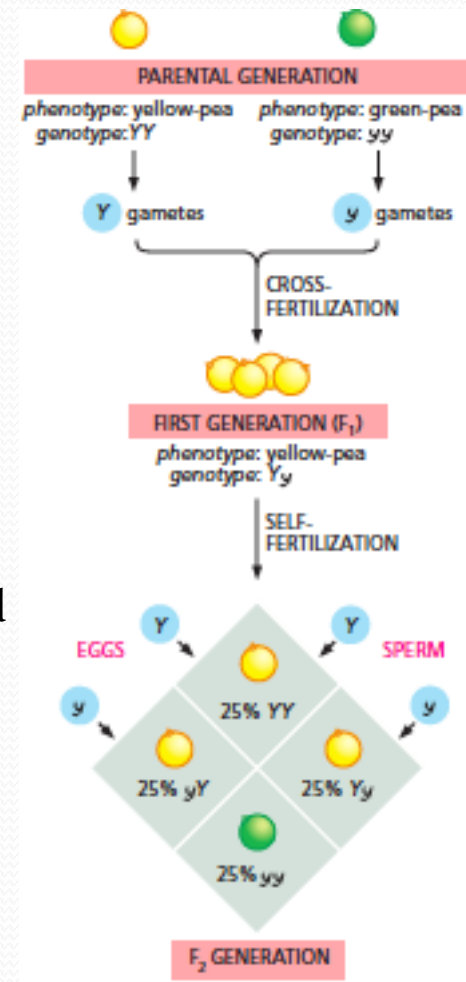 PARENTAL GENERATION
phenotype: yellow-pea phenotype: green-pea
genotype:YY genotype: yy
Y gametes y gametes
CROSS-
FERTILIZATION
FIRST GENERATION (F₁)
phenotype: yellow-pea
genotype: Yy
SELF-
FERTILIZATION
Y Y
EGGS SPERM
y y
25% YY
25% yY 25% Yy
25% yy
F₂ GENERATION